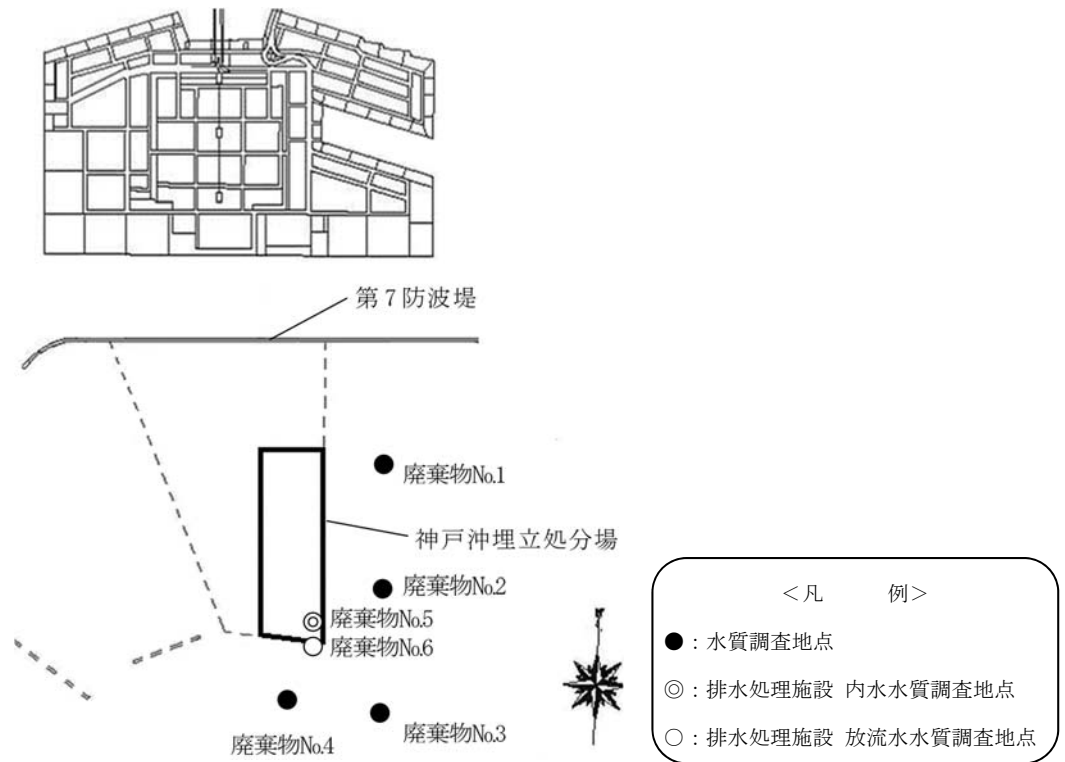 第7防波堤
廃棄物No.1
神戸沖埋立処分場
廃棄物No.2
廃棄物No.5
廃棄物No.6
廃棄物No.3
廃棄物No.4
＜凡　　例＞
●：水質調査地点
◎：排水処理施設 内水水質調査地点
○：排水処理施設 放流水水質調査地点